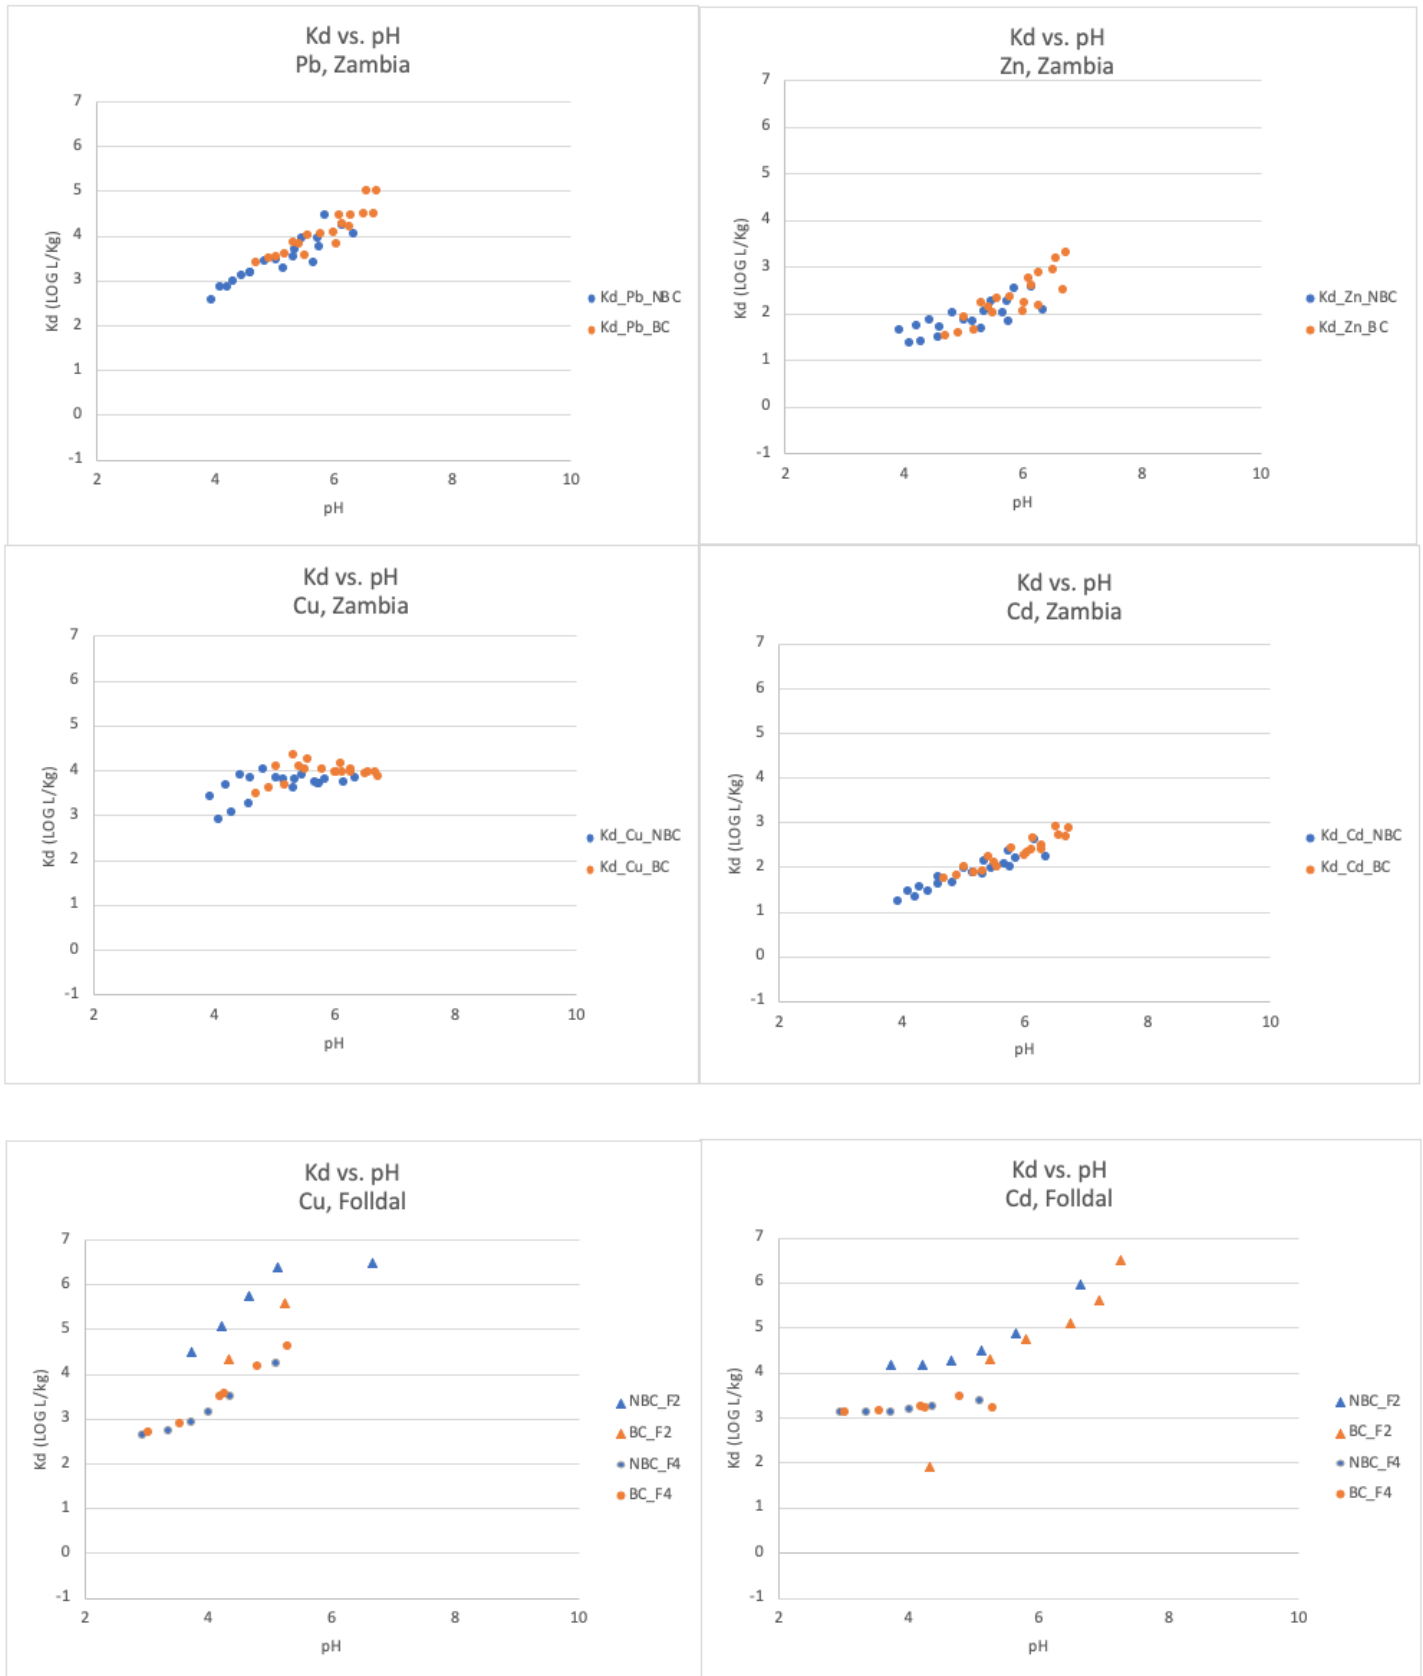 Kd vs. pH
Pb, Zambia
7
6
5
4
3
2
1
0
-1
Kd (LOG L/Kg)
2 4 6 8 10
pH
Kd_Pb_NBC
Kd_Pb_BC
Kd vs. pH
Zn, Zambia
7
6
5
4
3
2
1
0
-1
Kd (LOG L/Kg)
2 4 6 8 10
pH
Kd_Zn_NBC
Kd_Zn_BC
Kd vs. pH
Cu, Zambia
7
6
5
4
3
2
1
0
-1
Kd (LOG L/Kg)
2 4 6 8 10
pH
Kd_Cu_NBC
Kd_Cu_BC
Kd vs. pH
Cd, Zambia
7
6
5
4
3
2
1
0
-1
Kd (LOG L/Kg)
2 4 6 8 10
pH
Kd_Cd_NBC
Kd_Cd_BC
Kd vs. pH
Cu, Folldal
7
6
5
4
3
2
1
0
-1
Kd (LOG L/kg)
2 4 6 8 10
pH
NBC_F2
BC_F2
NBC_F4
BC_F4
Kd vs. pH
Cd, Folldal
7
6
5
4
3
2
1
0
-1
Kd (LOG L/kg)
2 4 6 8 10
pH
NBC_F2
BC_F2
NBC_F4
BC_F4